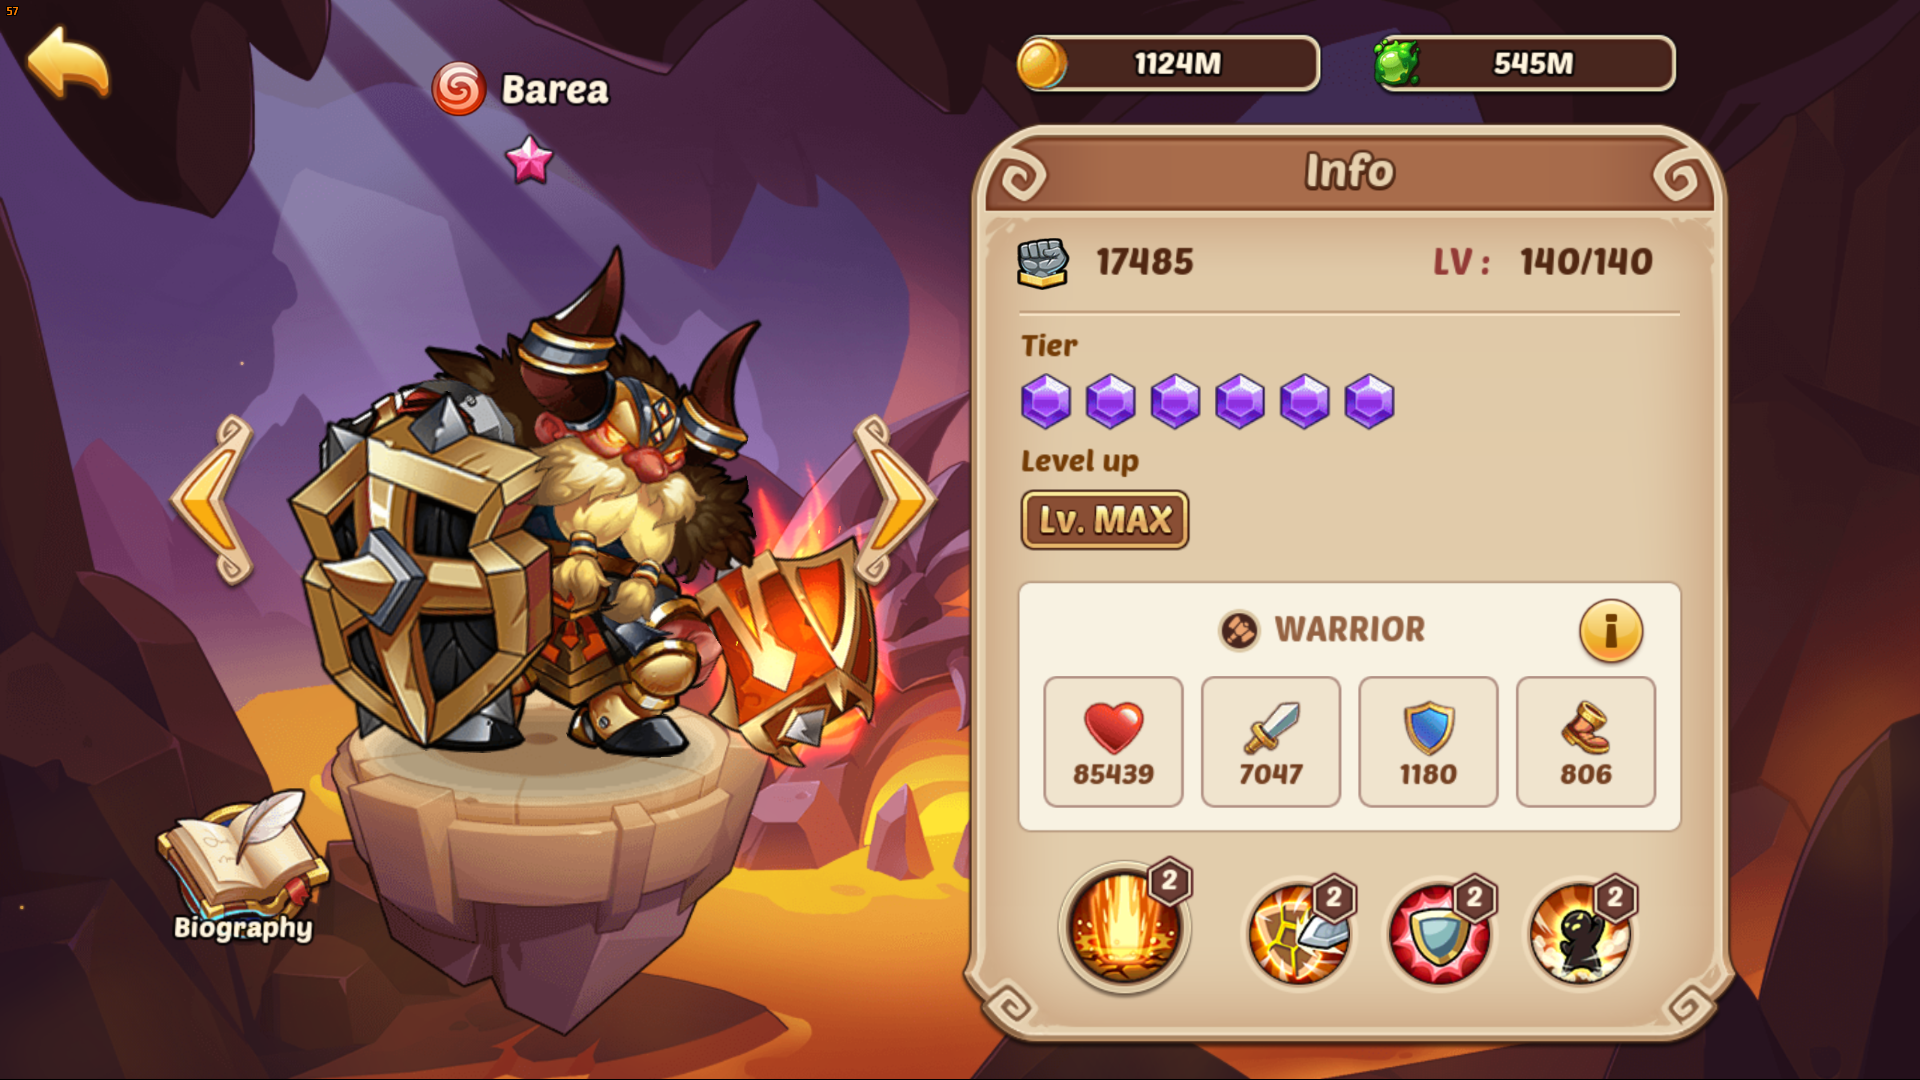 57
Barea
1124M
545M
Info
17485
LV : 140/140
Tier
Level up
Lv. MAX
WARRIOR
85439
7047
1180
806
2
2
2
2
Biography